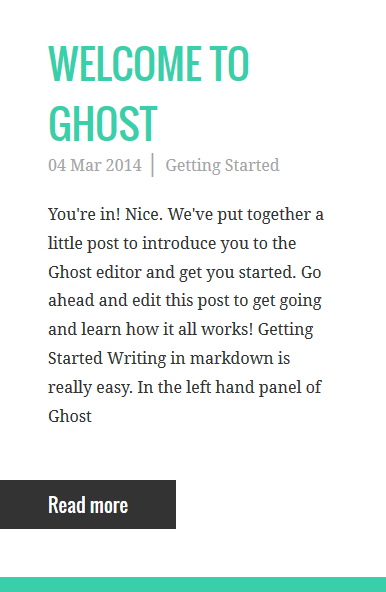 WELCOME TO
GHOST
04 Mar 2014 | Getting Started
You're in! Nice. We've put together a
little post to introduce you to the
Ghost editor and get you started. Go
ahead and edit this post to get going
and learn how it all works! Getting
Started Writing in markdown is
really easy. In the left hand panel of
Ghost
Read more